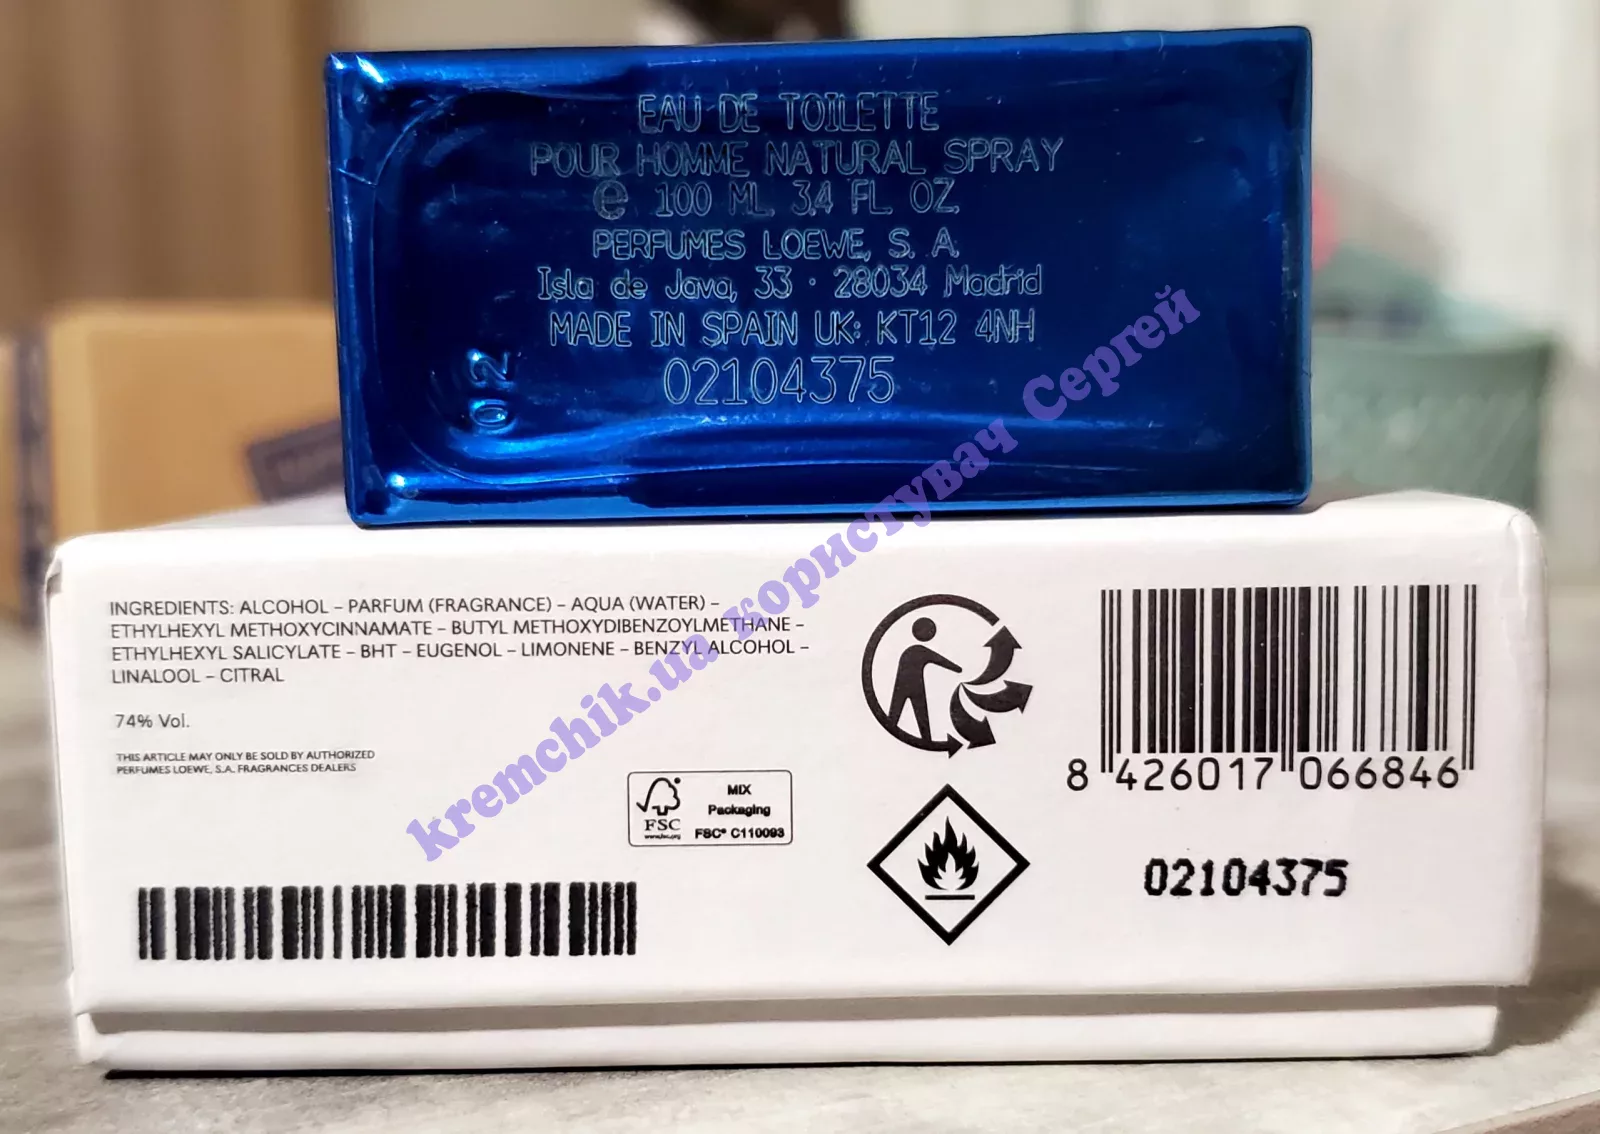 EAU DE TOILETTE
POUR HOMME NATURAL SPRAY
e 100 ML. 3.4 FL. OZ.
PERFUMES LOEWE, S. A.
Isla de Java, 33 · 28034 Madrid
MADE IN SPAIN UK: KT12 4NH
02104375
02
INGREDIENTS: ALCOHOL – PARFUM (FRAGRANCE) – AQUA (WATER) –
ETHYLHEXYL METHOXYCINNAMATE – BUTYL METHOXYDIBENZOYLMETHANE –
ETHYLHEXYL SALICYLATE – BHT – EUGENOL – LIMONENE – BENZYL ALCOHOL –
LINALOOL – CITRAL
74% Vol.
THIS ARTICLE MAY ONLY BE SOLD BY AUTHORIZED
PERFUMES LOEWE, S.A. FRAGRANCES DEALERS
FSC
www.fsc.org
MIX
Packaging
FSC® C110093
8 426017 066846
02104375
kremchik.ua користувач Сергей